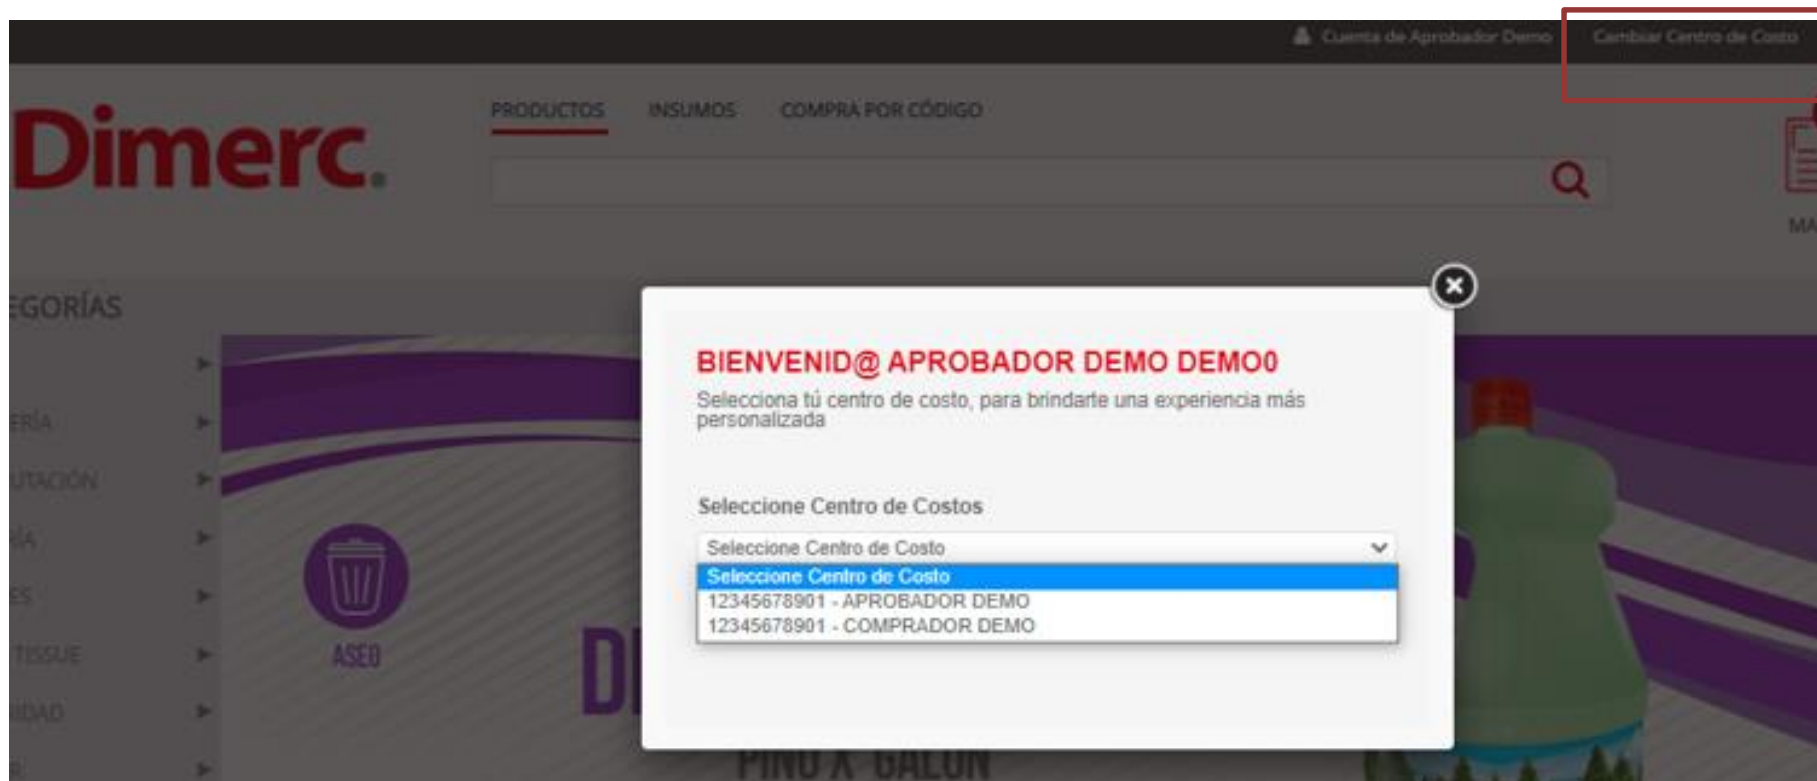 Cuenta de Aprobador Demo
Cambiar Centro de Costo
Dimerc.
PRODUCTOS
INSUMOS
COMPRA POR CÓDIGO
MA
EGORÍAS
BIENVENID@ APROBADOR DEMO DEMO0
Selecciona tú centro de costo, para brindarte una experiencia más
personalizada
ERÍA
UTACIÓN
Seleccione Centro de Costos
Seleccione Centro de Costo
Seleccione Centro de Costo
12345678901 - APROBADOR DEMO
12345678901 - COMPRADOR DEMO
ES
TISSUE
ASEO
D
IDAD
PINO X GALON